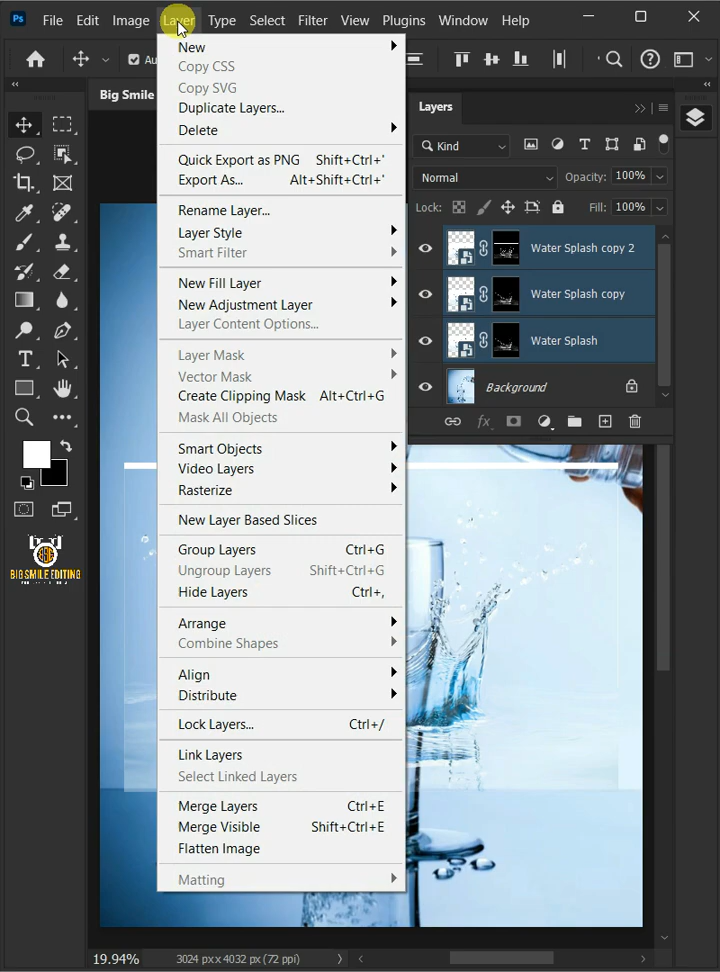 Ps File Edit Image Layer Type Select Filter View Plugins Window Help
Au
Big Smile
New
Copy CSS
Copy SVG
Duplicate Layers...
Delete
Quick Export as PNG Shift+Ctrl+'
Export As... Alt+Shift+Ctrl+'
Rename Layer...
Layer Style
Smart Filter
New Fill Layer
New Adjustment Layer
Layer Content Options...
Layer Mask
Vector Mask
Create Clipping Mask Alt+Ctrl+G
Mask All Objects
Smart Objects
Video Layers
Rasterize
New Layer Based Slices
Group Layers Ctrl+G
Ungroup Layers Shift+Ctrl+G
Hide Layers Ctrl+,
Arrange
Combine Shapes
Align
Distribute
Lock Layers... Ctrl+/
Link Layers
Select Linked Layers
Merge Layers Ctrl+E
Merge Visible Shift+Ctrl+E
Flatten Image
Matting
Layers
Kind
Normal Opacity: 100%
Lock: Fill: 100%
Water Splash copy 2
Water Splash copy
Water Splash
Background
fx
BIG SMILE EDITING
19.94% 3024 px x 4032 px (72 ppi)